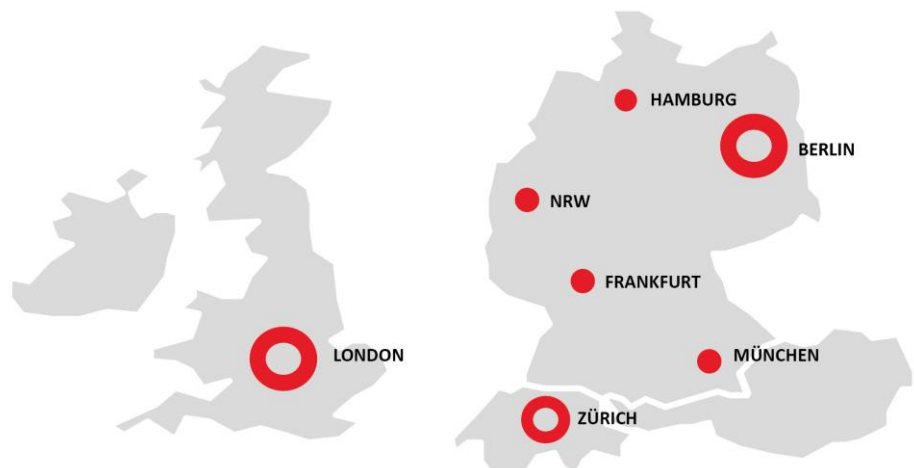 HAMBURG
BERLIN
NRW
FRANKFURT
LONDON
MÜNCHEN
ZÜRICH